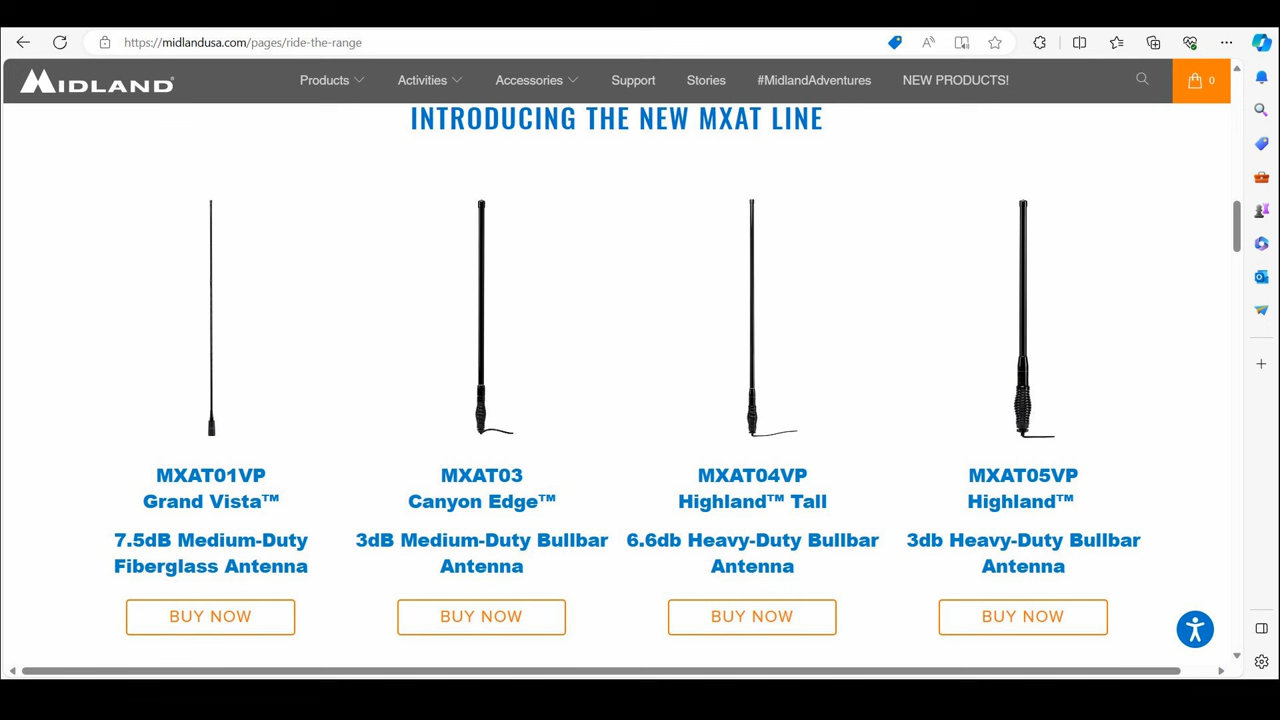 https://midlandusa.com/pages/ride-the-range
MIDLAND®
Products
Activities
Accessories
Support
Stories
#MidlandAdventures
NEW PRODUCTS!
0
INTRODUCING THE NEW MXAT LINE
MXAT01VP
Grand Vista™
7.5dB Medium-Duty
Fiberglass Antenna
BUY NOW
MXAT03
Canyon Edge™
3dB Medium-Duty Bullbar
Antenna
BUY NOW
MXAT04VP
Highland™ Tall
6.6db Heavy-Duty Bullbar
Antenna
BUY NOW
MXAT05VP
Highland™
3db Heavy-Duty Bullbar
Antenna
BUY NOW